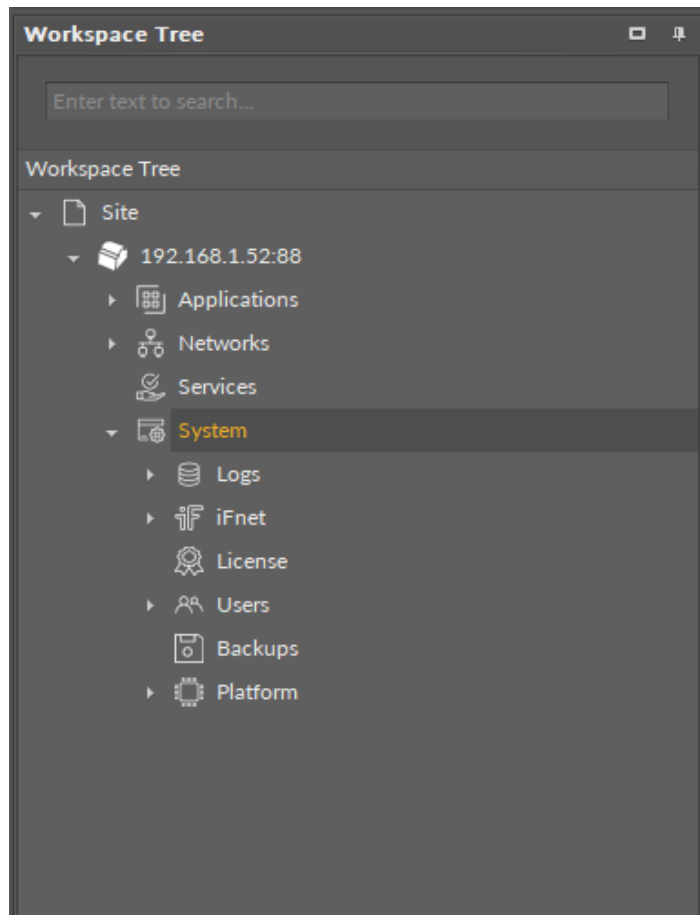 Workspace Tree
Enter text to search...
Workspace Tree
Site
192.168.1.52:88
Applications
Networks
Services
System
Logs
iFnet
License
Users
Backups
Platform